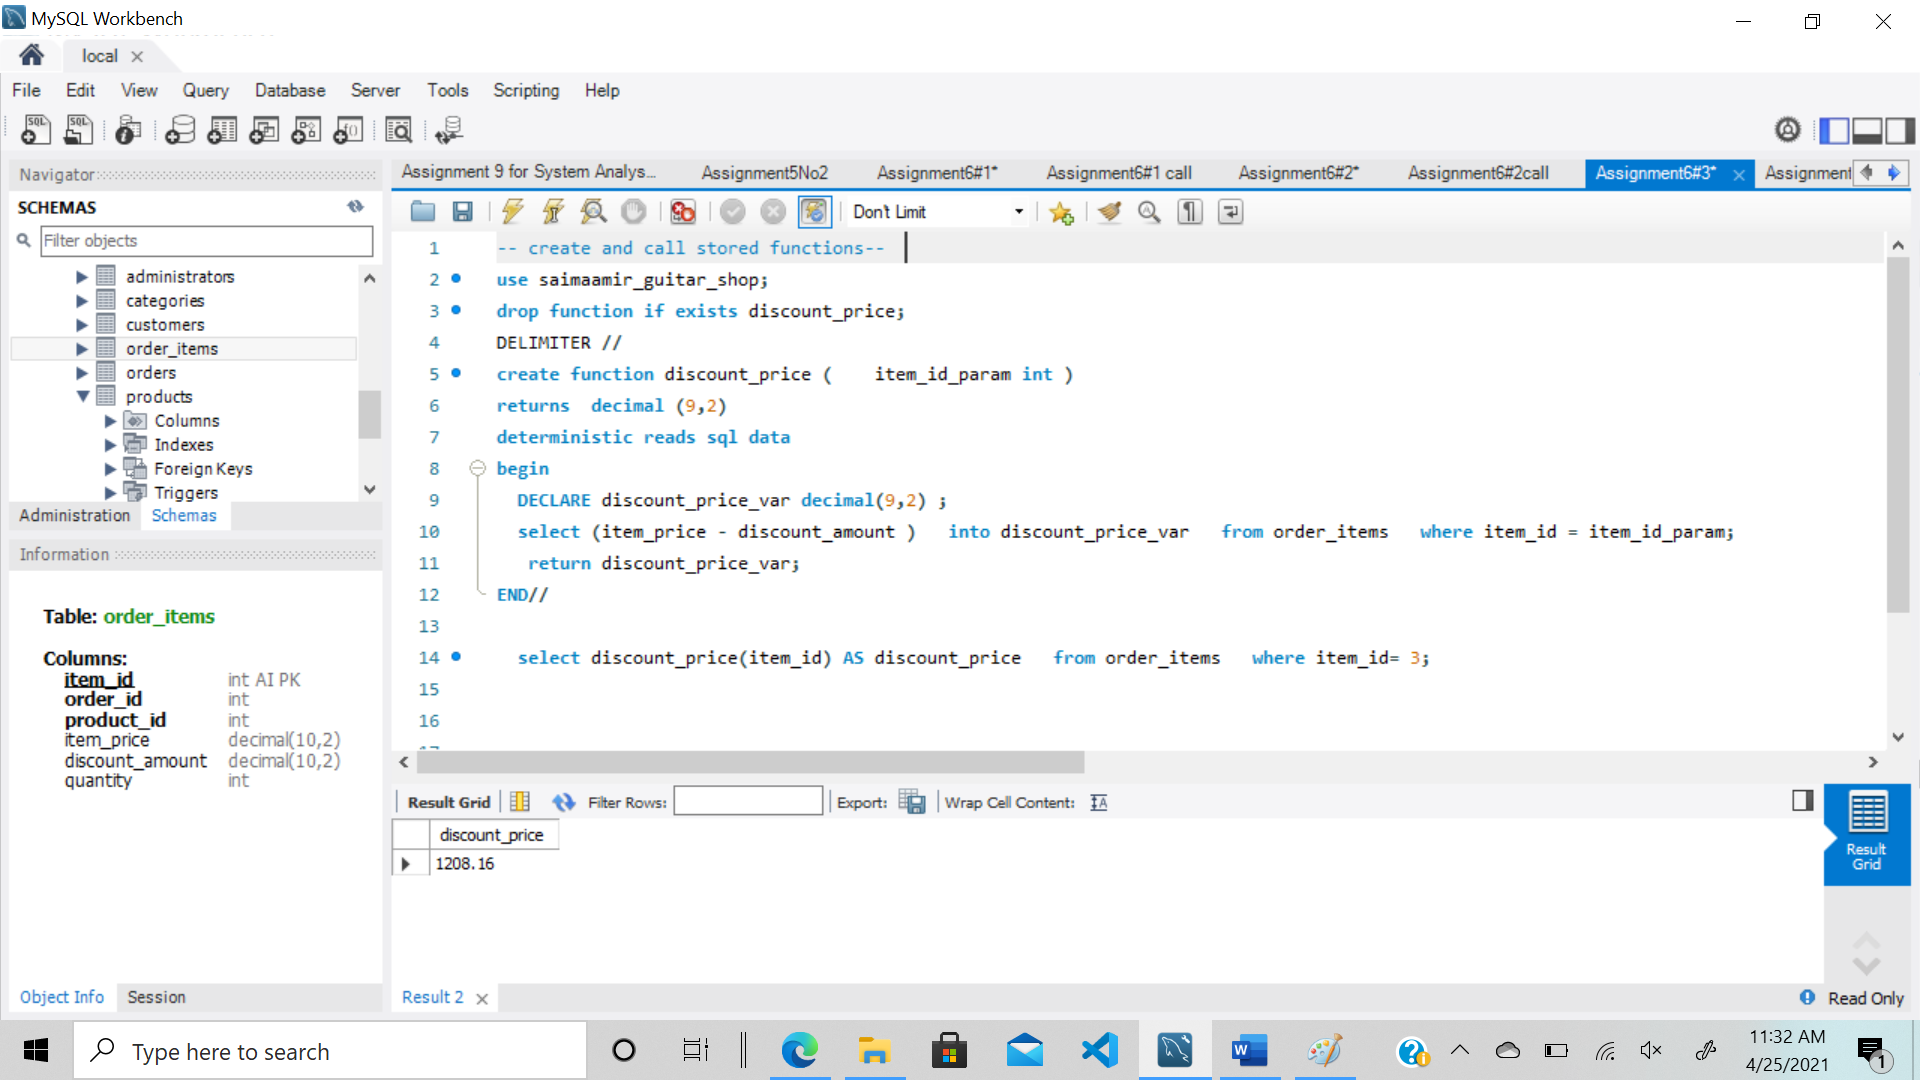 MySQL Workbench
local
File Edit View Query Database Server Tools Scripting Help
Navigator
SCHEMAS
Filter objects
administrators
categories
customers
order_items
orders
products
Columns
Indexes
Foreign Keys
Triggers
Administration Schemas
Information
Table: order_items
Columns:
item_id int AI PK
order_id int
product_id int
item_price decimal(10,2)
discount_amount decimal(10,2)
quantity int
Object Info Session
Assignment 9 for System Analys... Assignment5No2 Assignment6#1* Assignment6#1 call Assignment6#2* Assignment6#2call Assignment6#3* Assignment
Don't Limit
1 -- create and call stored functions--
2 use saimaamir_guitar_shop;
3 drop function if exists discount_price;
4 DELIMITER //
5 create function discount_price ( item_id_param int )
6 returns decimal (9,2)
7 deterministic reads sql data
8 begin
9 DECLARE discount_price_var decimal(9,2) ;
10 select (item_price - discount_amount ) into discount_price_var from order_items where item_id = item_id_param;
11 return discount_price_var;
12 END//
13
14 select discount_price(item_id) AS discount_price from order_items where item_id= 3;
15
16
Result Grid Filter Rows: Export: Wrap Cell Content:
discount_price
1208.16
Result Grid
Result 2
Read Only
Type here to search
11:32 AM
4/25/2021
1